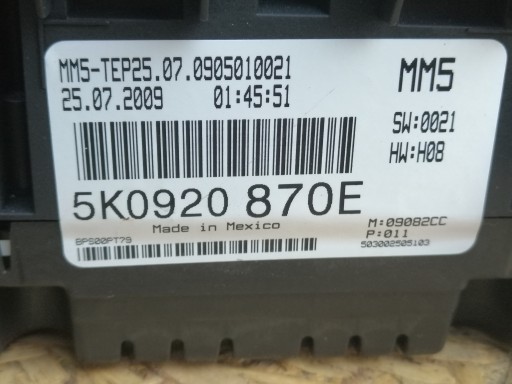 MM5-TEP25.07.0905010021
25.07.2009 01:45:51
MM5
SW:0021
HW:H08
5K0920 870E
Made in Mexico
M:09082CC
P:011
BPS00PT79
503002505103